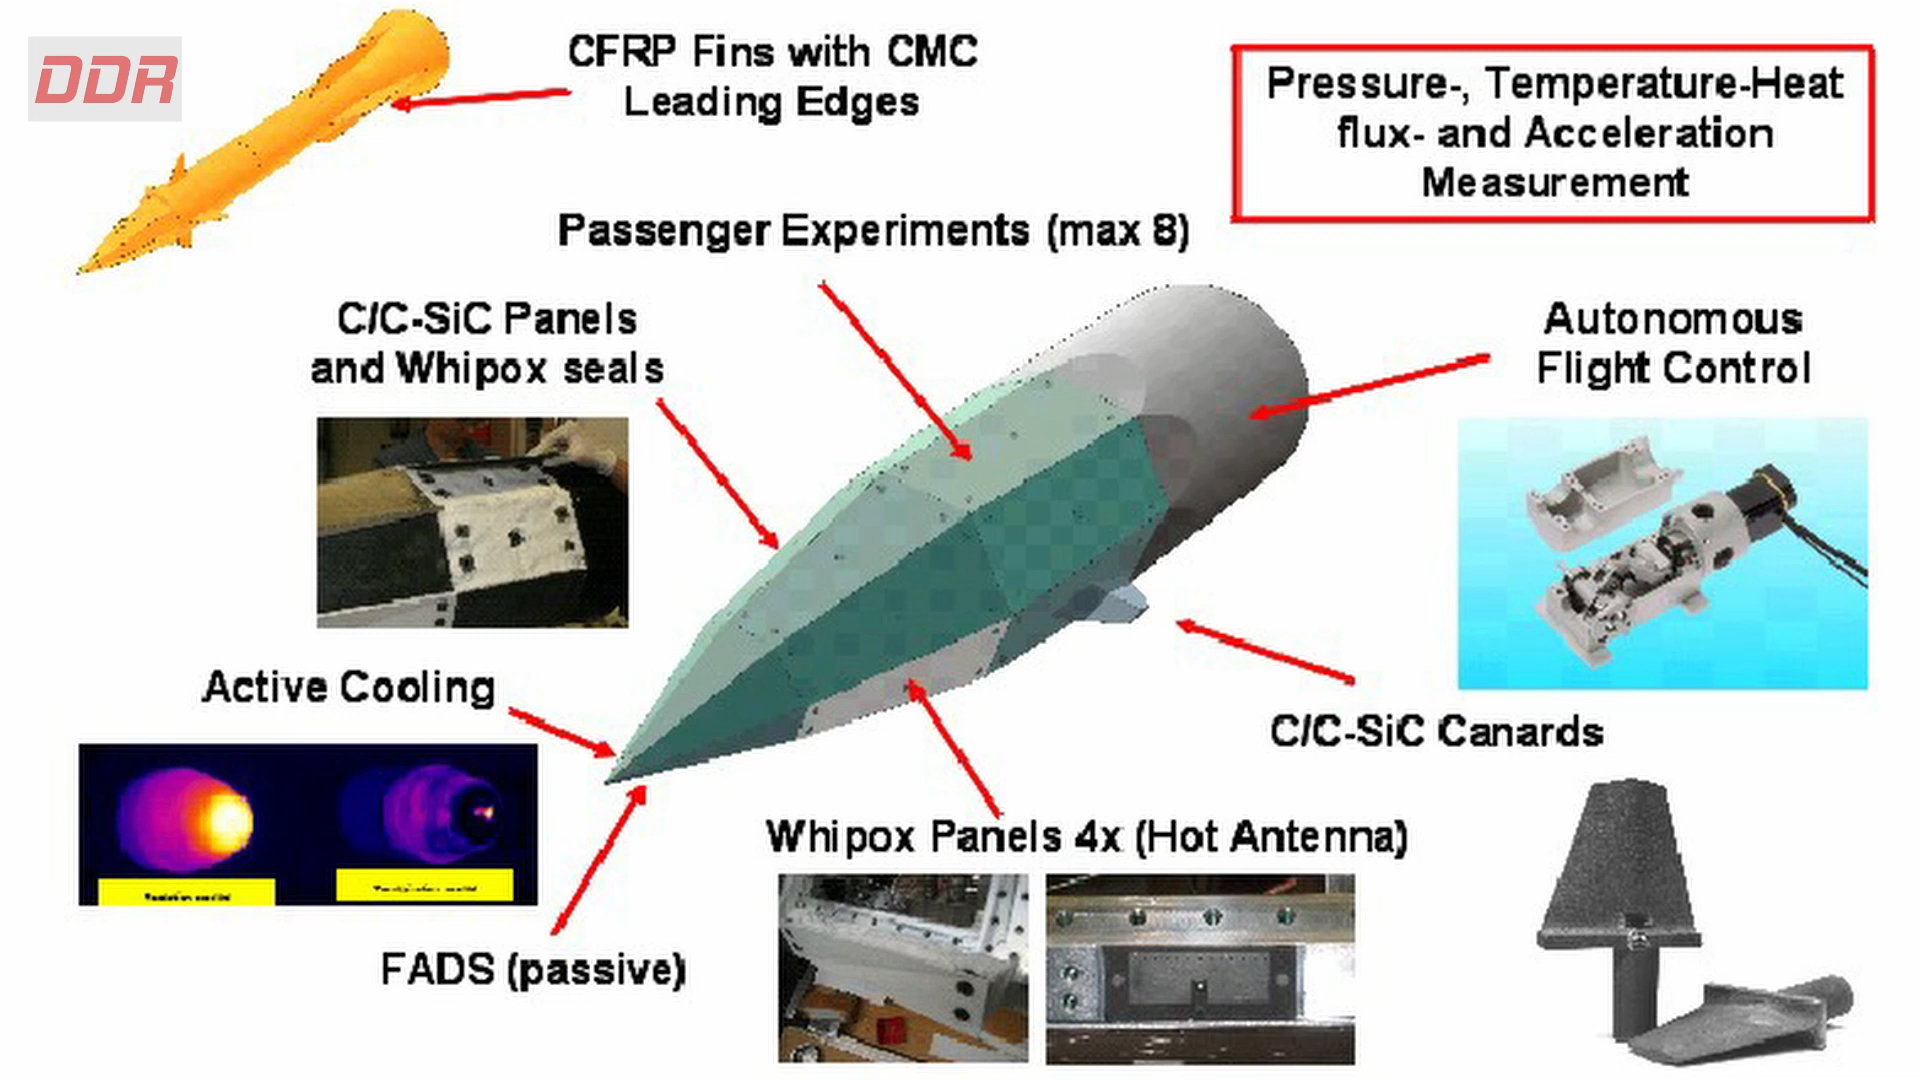 DDR
CFRP Fins with CMC
Leading Edges
Pressure-, Temperature-Heat
flux- and Acceleration
Measurement
Passenger Experiments (max 8)
C/C-SiC Panels
and Whipox seals
Autonomous
Flight Control
Active Cooling
C/C-SiC Canards
Whipox Panels 4x (Hot Antenna)
FADS (passive)